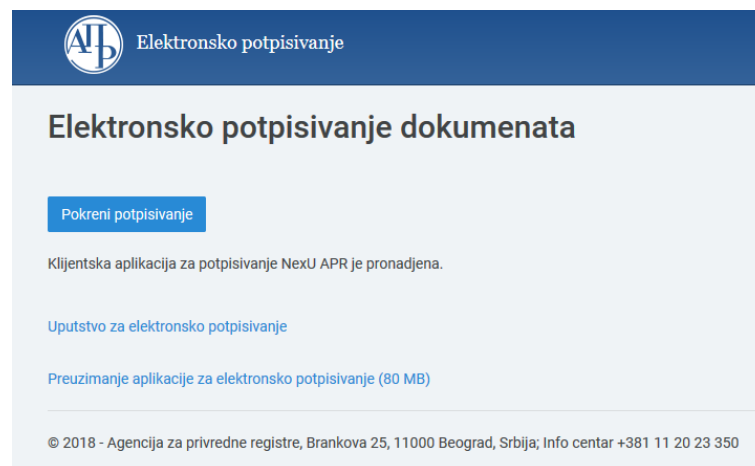 АПР
Elektronsko potpisivanje
Elektronsko potpisivanje dokumenata
Pokreni potpisivanje
Klijentska aplikacija za potpisivanje NexU APR je pronadjena.
Uputstvo za elektronsko potpisivanje
Preuzimanje aplikacije za elektronsko potpisivanje (80 MB)
© 2018 - Agencija za privredne registre, Brankova 25, 11000 Beograd, Srbija; Info centar +381 11 20 23 350